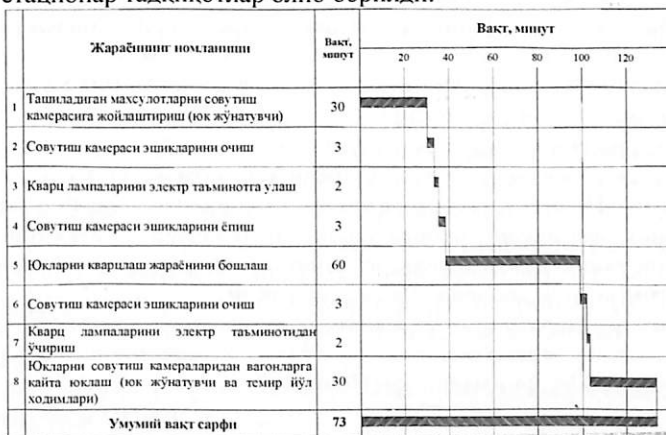 стационар тадқиқотлар олиб борилди.
Жараённинг номланиши
Вақт, минут
Вақт, минут
20 40 60 80 100 120
1 Ташиладиган махсулотларни совутиш камерасига жойлаштириш (юк жўнатувчи) 30
2 Совутиш камераси эшикларини очиш 3
3 Кварц лампаларини электр таъминотга улаш 2
4 Совутиш камераси эшикларини ёпиш 3
5 Юкларни кварцлаш жараёнини бошлаш 60
6 Совутиш камераси эшикларини очиш 3
7 Кварц лампаларини электр таъминотидан ўчириш 2
8 Юкларни совутиш камераларидан вагонларга қайта юклаш (юк жўнатувчи ва темир йўл ходимлари) 30
Умумий вақт сарфи 73